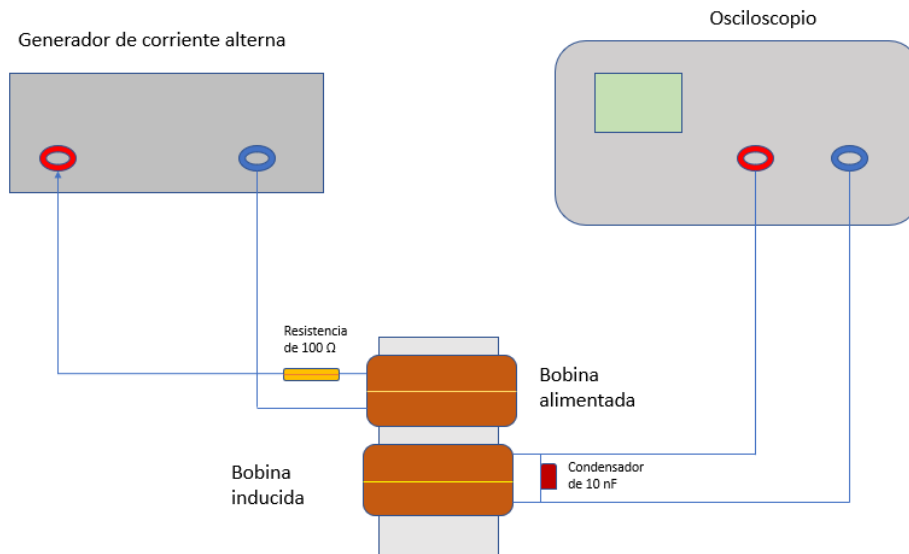 Osciloscopio
Generador de corriente alterna
Resistencia
de 100 Ω
Bobina
alimentada
Bobina
inducida
Condensador
de 10 nF